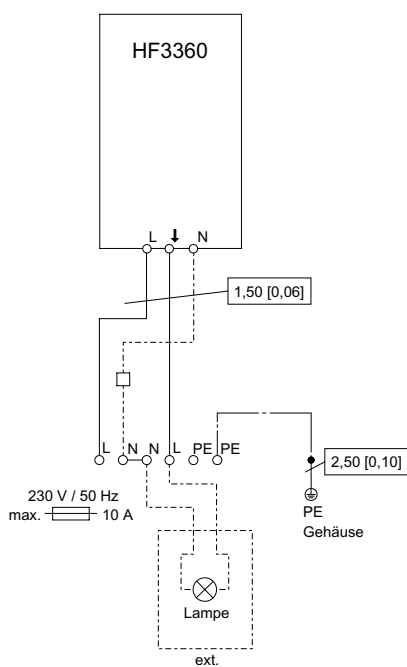 HF3360
L N
1,50 [0,06]
L N N L PE PE
2,50 [0,10]
230 V / 50 Hz
max. 10 A
PE
Gehäuse
Lampe
ext.